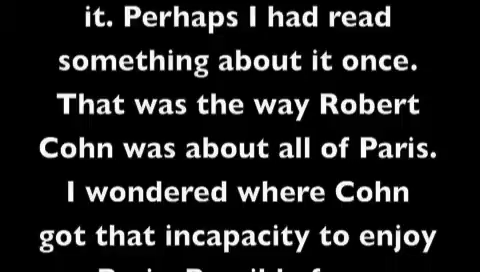 it. Perhaps I had read
something about it once.
That was the way Robert
Cohn was about all of Paris.
I wondered where Cohn
got that incapacity to enjoy